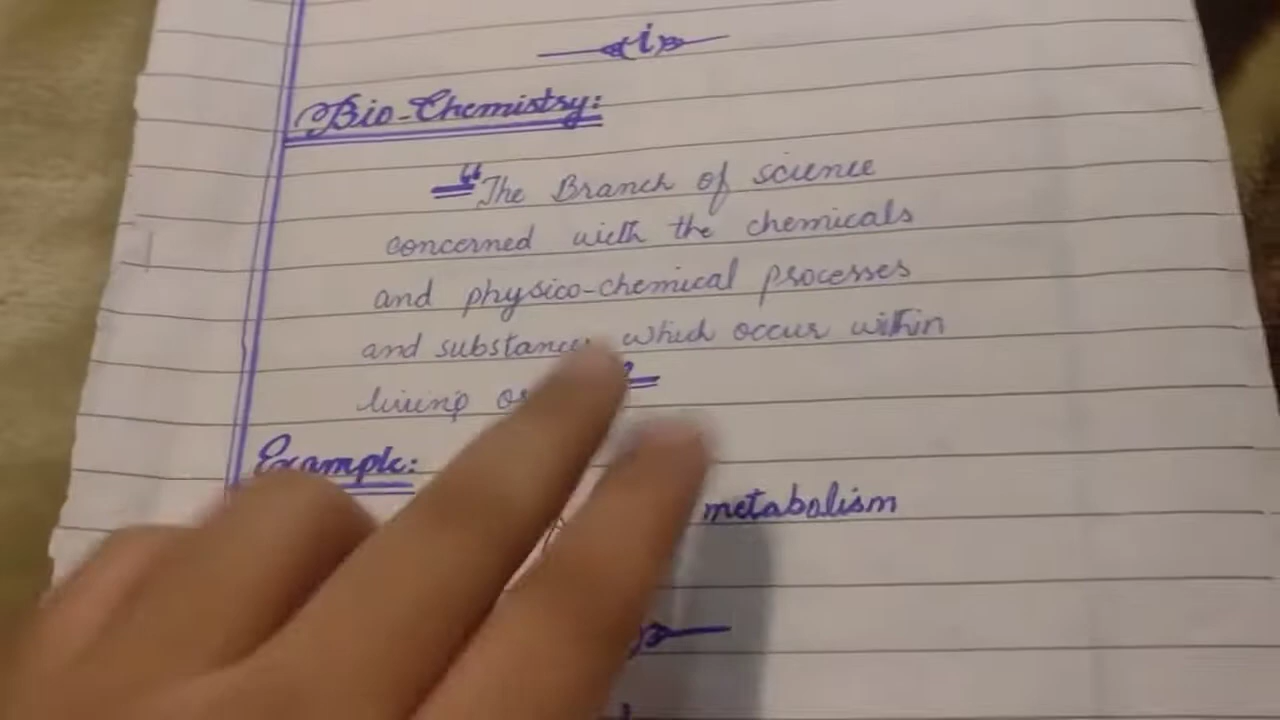 i
Bio-Chemistry:
"The Branch of science
concerned with the chemicals
and physico-chemical processes
and substances which occur within
living
Example:
metabolism